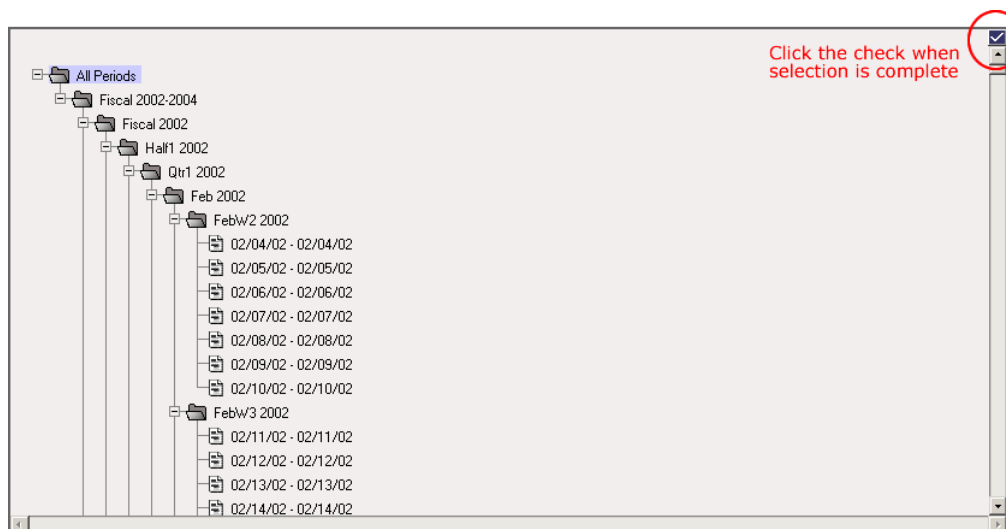 Click the check when
selection is complete
All Periods
Fiscal 2002-2004
Fiscal 2002
Half1 2002
Qtr1 2002
Feb 2002
FebW2 2002
02/04/02 - 02/04/02
02/05/02 - 02/05/02
02/06/02 - 02/06/02
02/07/02 - 02/07/02
02/08/02 - 02/08/02
02/09/02 - 02/09/02
02/10/02 - 02/10/02
FebW3 2002
02/11/02 - 02/11/02
02/12/02 - 02/12/02
02/13/02 - 02/13/02
02/14/02 - 02/14/02